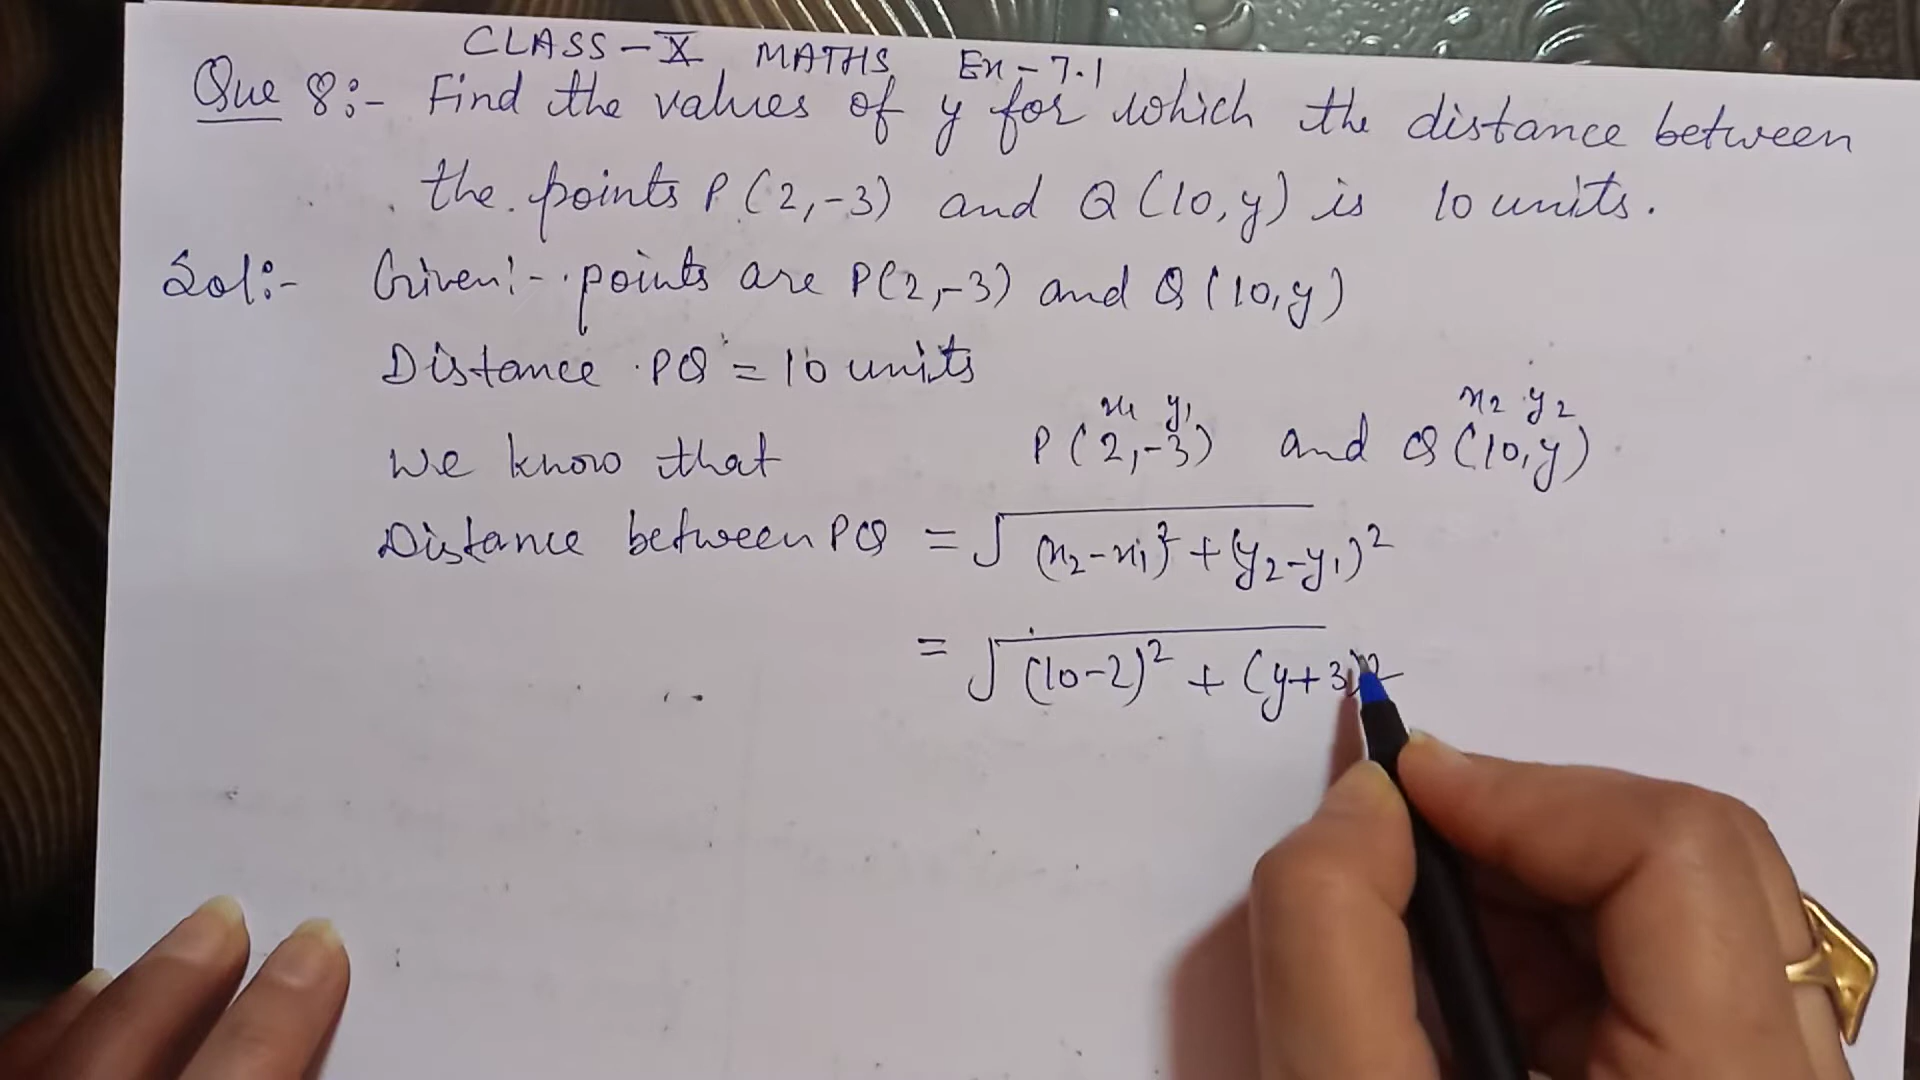 CLASS - X MATHS Ex - 7.1
Que 8:- Find the values of y for which the distance between
the points P (2,-3) and Q (10, y) is 10 units.
Sol:- Given:- points are P(2,-3) and Q (10, y)
Distance PQ = 10 units
x1 y1 x2 y2
We know that P (2,-3) and Q (10, y)
Distance between PQ = √(x2-x1)² + (y2-y1)²
= √(10-2)² + (y+3)²